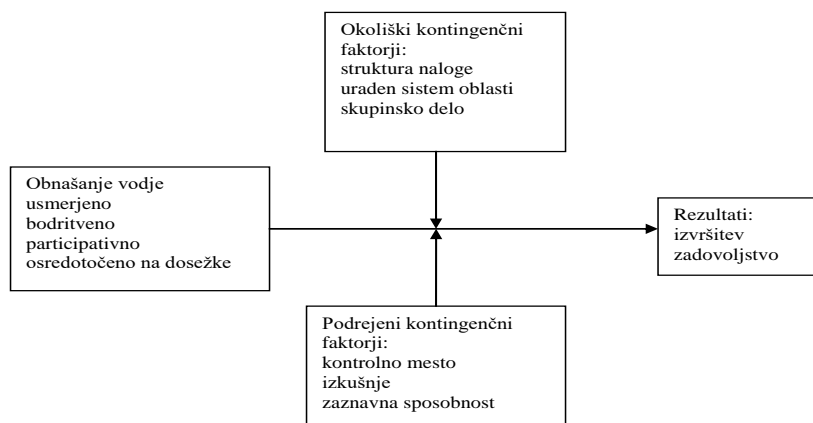 Okoliški kontingenčni
faktorji:
struktura naloge
uraden sistem oblasti
skupinsko delo
Obnašanje vodje
usmerjeno
bodritveno
participativno
osredotočeno na dosežke
Rezultati:
izvršitev
zadovoljstvo
Podrejeni kontingenčni
faktorji:
kontrolno mesto
izkušnje
zaznavna sposobnost